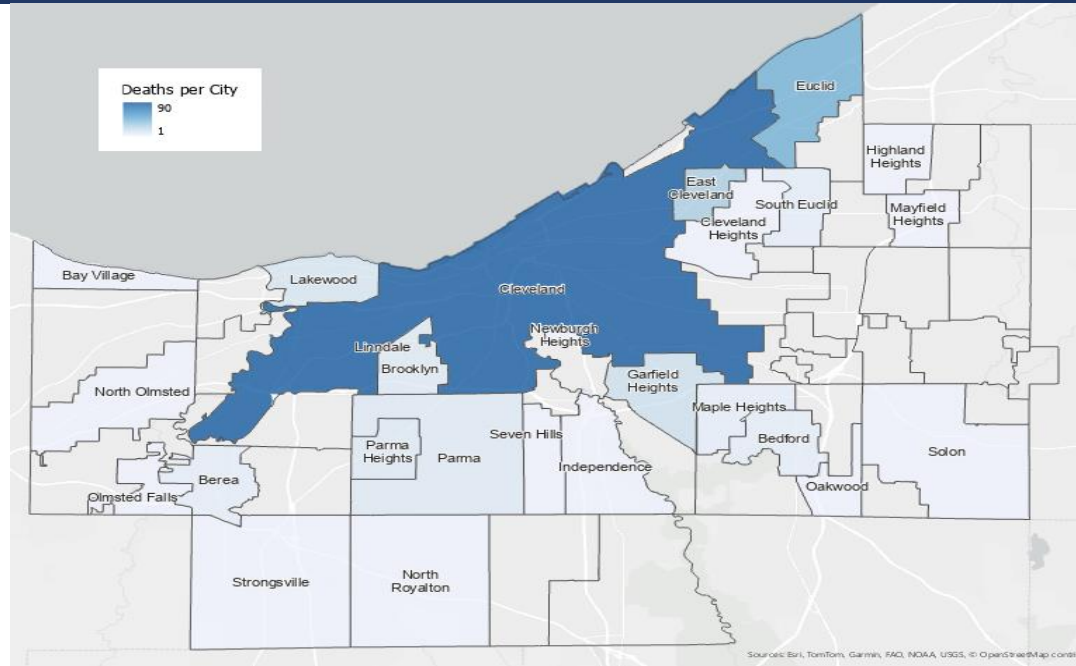 Deaths per City
90
1
Euclid
Highland
Heights
East
Cleveland
South Euclid
Cleveland
Heights
Mayfield
Heights
Bay Village
Lakewood
Cleveland
Newburgh
Heights
Linndale
Brooklyn
Garfield
Heights
North Olmsted
Maple Heights
Seven Hills
Parma
Heights
Parma
Bedford
Independence
Solon
Berea
Oakwood
Olmsted Falls
Strongsville
North
Royalton
Sources: Esri, TomTom, Garmin, FAO, NOAA, USGS, © OpenStreetMap contri